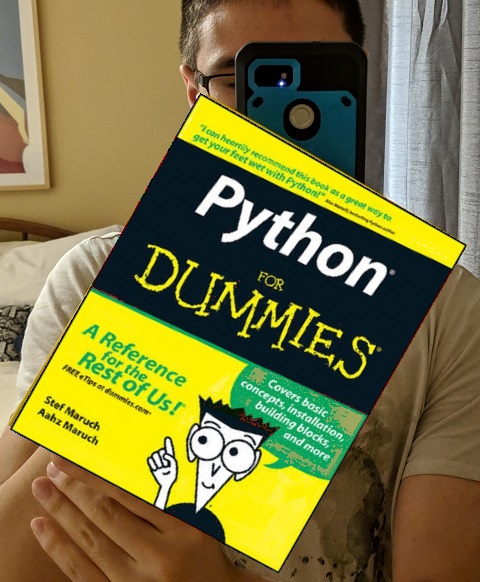 "I can heartily recommend this book as a great way to
get your feet wet with Python!"
Python®
FOR
DUMMIES®
A Reference
for the
Rest of Us!
FREE eTips at dummies.com®
Stef Maruch
Aahz Maruch
Covers basic
concepts, installation,
building blocks,
and more